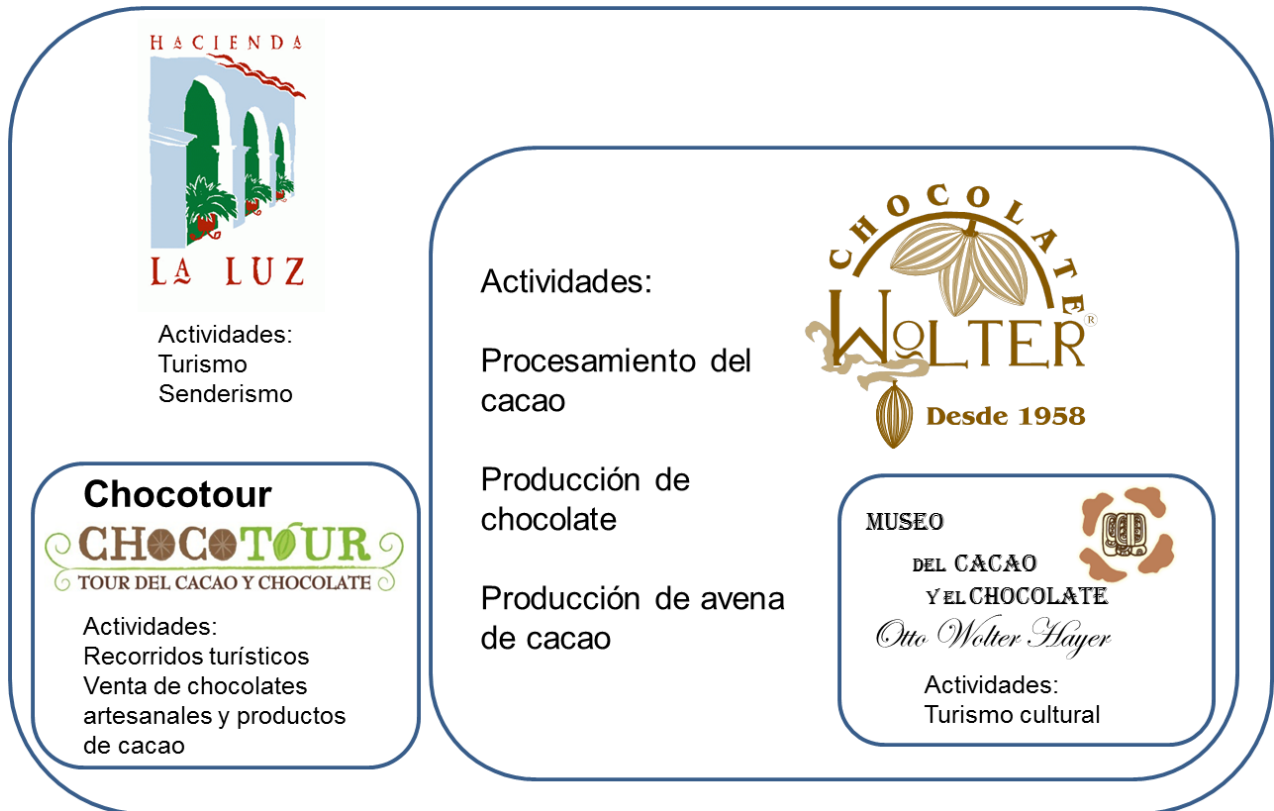 HACIENDA
LA LUZ
Actividades:
Turismo
Senderismo
Chocotour
CHOCOTOUR
TOUR DEL CACAO Y CHOCOLATE
Actividades:
Recorridos turísticos
Venta de chocolates
artesanales y productos
de cacao
Actividades:
Procesamiento del
cacao
Producción de
chocolate
Producción de avena
de cacao
CHOCOLATE
WOLTER®
Desde 1958
MUSEO
DEL CACAO
Y EL CHOCOLATE
Otto Wolter Hayer
Actividades:
Turismo cultural